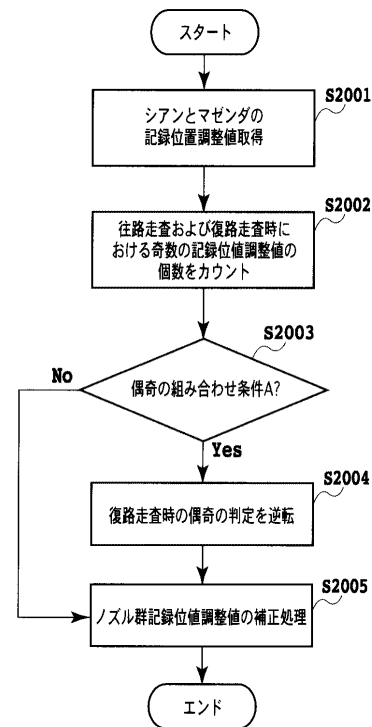 スタート
S2001
シアンとマゼンダの
記録位置調整値取得
S2002
往路走査および復路走査時に
おける奇数の記録位値調整値の
個数をカウント
S2003
偶奇の組み合わせ条件A?
No
Yes
S2004
復路走査時の偶奇の判定を逆転
S2005
ノズル群記録位値調整値の補正処理
エンド